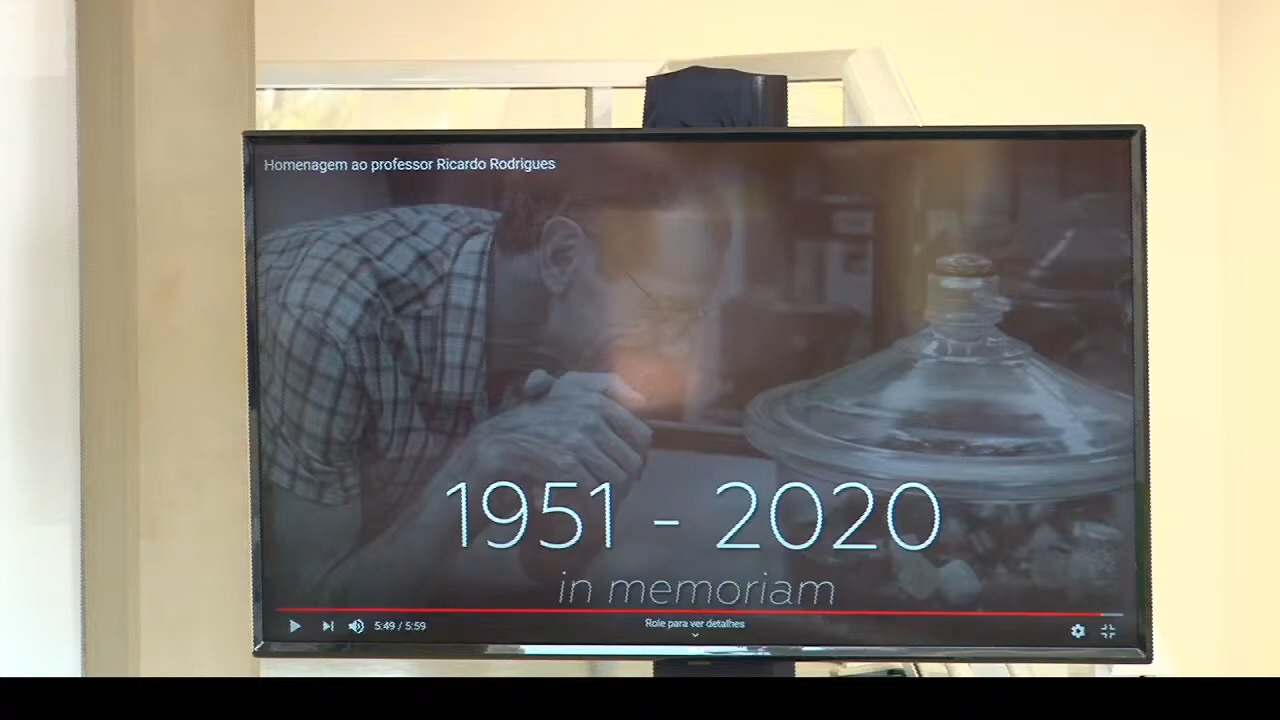 Homenagem ao professor Ricardo Rodrigues
1951 - 2020
in memoriam
5:49 / 5:59
Role para ver detalhes